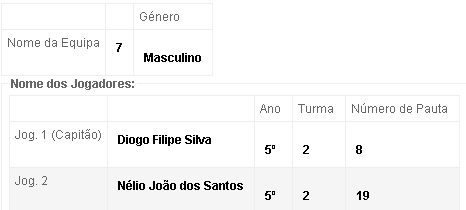 Género
Nome da Equipa 7 Masculino
Nome dos Jogadores:
Ano Turma Número de Pauta
Jog. 1 (Capitão) Diogo Filipe Silva 5º 2 8
Jog. 2 Nélio João dos Santos 5º 2 19